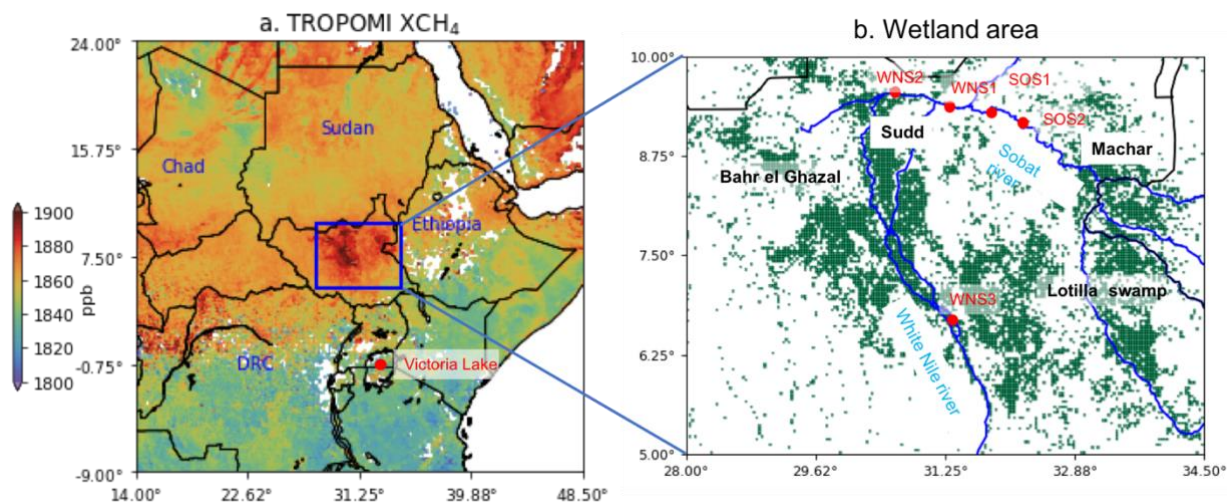 a. TROPOMI XCH₄
24.00°
15.75°
7.50°
-0.75°
-9.00°
14.00°
22.62°
31.25°
39.88°
48.50°
1900
1880
1860
1840
1820
1800
ppb
Sudan
Chad
Ethiopia
DRC
Victoria Lake
b. Wetland area
10.00°
8.75°
7.50°
6.25°
5.00°
28.00°
29.62°
31.25°
32.88°
34.50°
WNS2
WNS1
SOS1
SOS2
Sudd
Machar
Bahr el Ghazal
Sobat
river
Lotilla swamp
WNS3
White Nile river